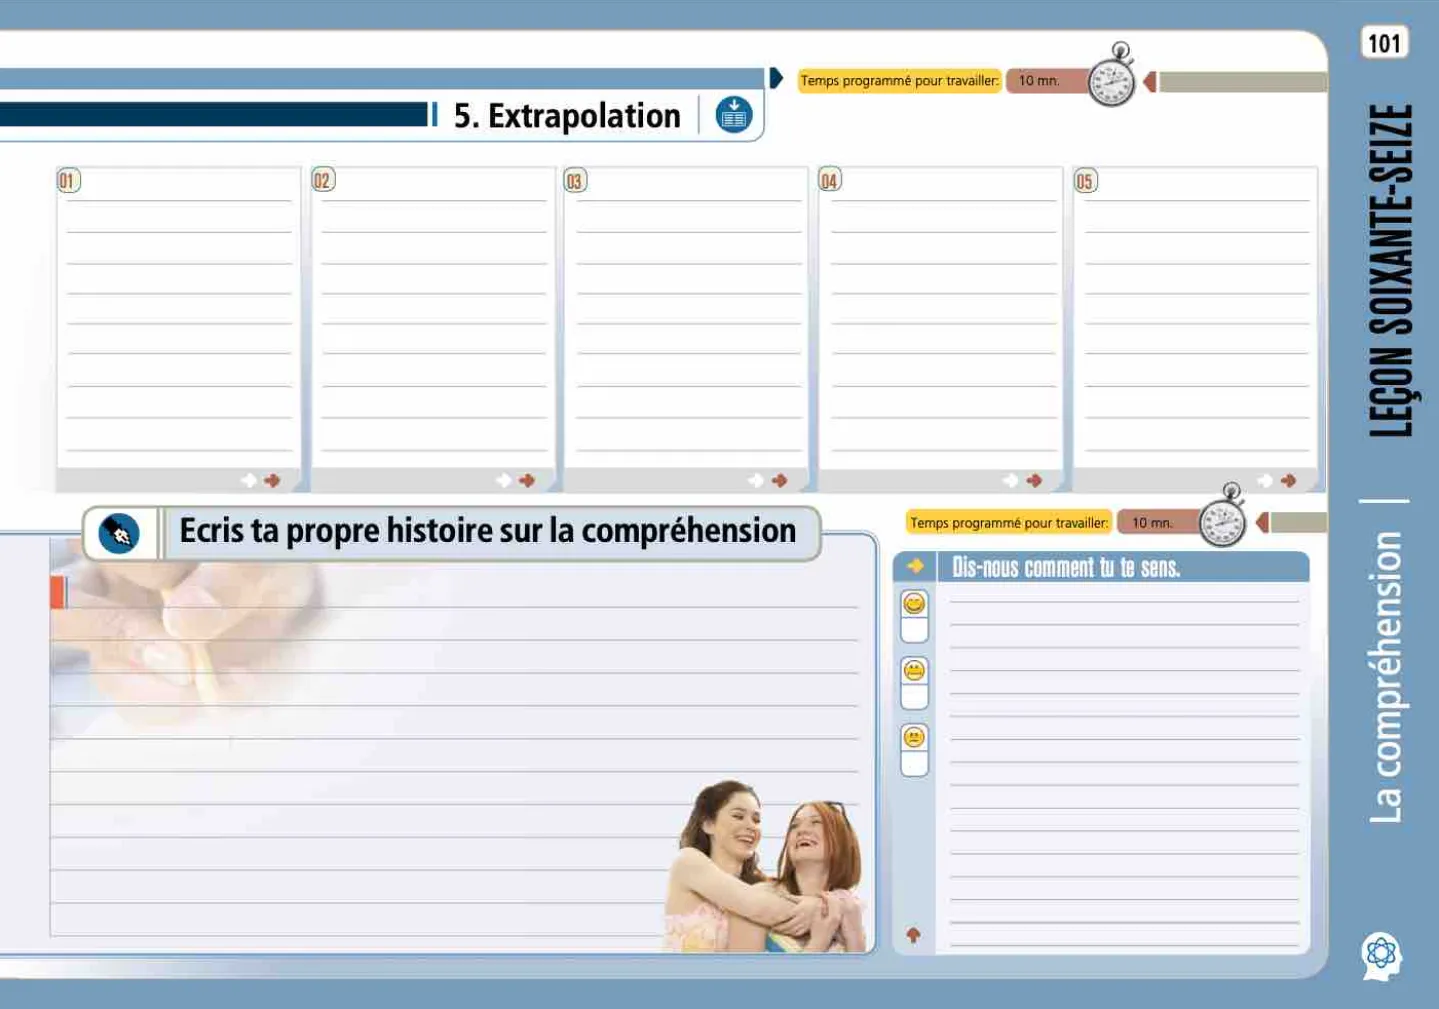 101
Temps programmé pour travailler:
10 mn.
5. Extrapolation
01
02
03
04
05
LEÇON SOIXANTE-SEIZE
La compréhension
Ecris ta propre histoire sur la compréhension
Temps programmé pour travailler:
10 mn.
Dis-nous comment tu te sens.